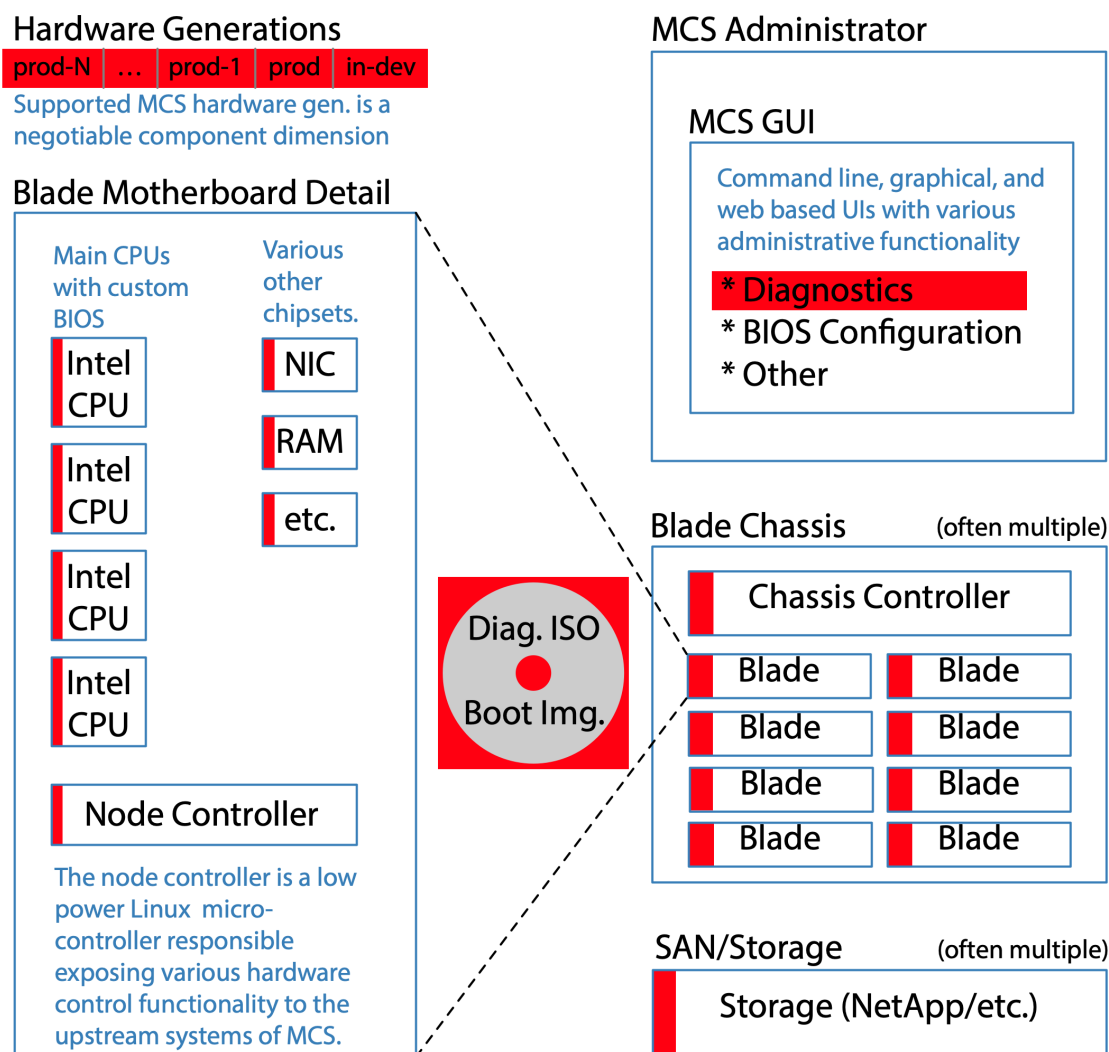 Hardware Generations
prod-N … prod-1 prod in-dev
Supported MCS hardware gen. is a
negotiable component dimension
Blade Motherboard Detail
Main CPUs
with custom
BIOS
Intel
CPU
Intel
CPU
Intel
CPU
Intel
CPU
Various
other
chipsets.
NIC
RAM
etc.
Node Controller
The node controller is a low
power Linux micro-
controller responsible
exposing various hardware
control functionality to the
upstream systems of MCS.
Diag. ISO
Boot Img.
MCS Administrator
MCS GUI
Command line, graphical, and
web based UIs with various
administrative functionality
* Diagnostics
* BIOS Configuration
* Other
Blade Chassis (often multiple)
Chassis Controller
Blade Blade
Blade Blade
Blade Blade
Blade Blade
SAN/Storage (often multiple)
Storage (NetApp/etc.)